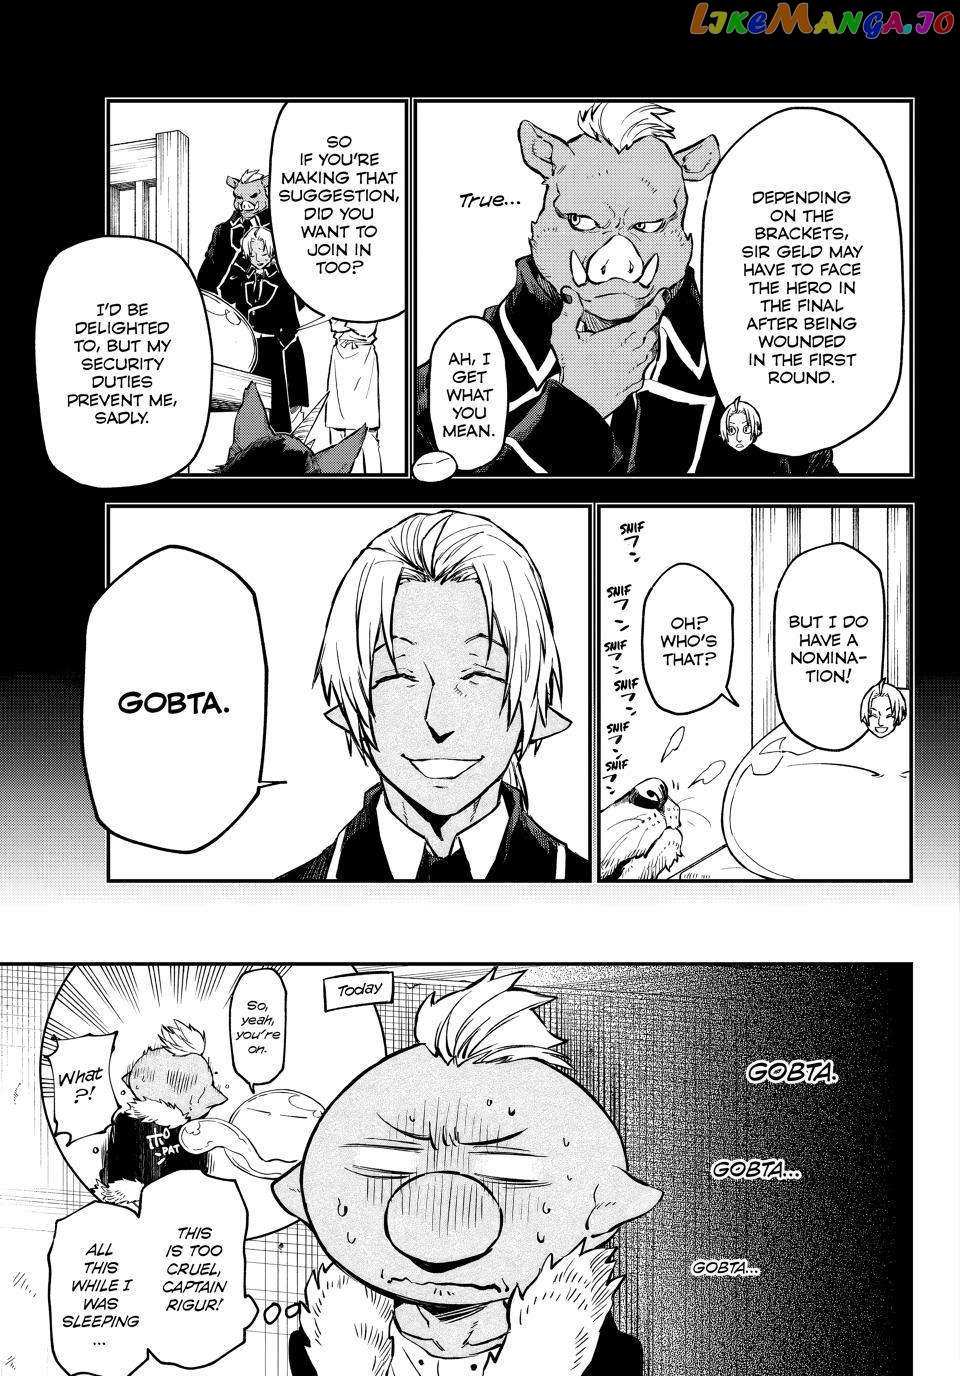 LIKEMANGA.IO
DEPENDING
ON THE
BRACKETS,
SIR GELD MAY
HAVE TO FACE
THE HERO IN
THE FINAL
AFTER BEING
WOUNDED
IN THE FIRST
ROUND.
True...
AH, I
GET
WHAT
YOU
MEAN.
SO
IF YOU'RE
MAKING THAT
SUGGESTION,
DID YOU
WANT TO
JOIN IN
TOO?
I'D BE
DELIGHTED
TO, BUT MY
SECURITY
DUTIES
PREVENT ME,
SADLY.
BUT I DO
HAVE A
NOMINA-
TION!
OH?
WHO'S
THAT?
SNIF
SNIF
SNIF
SNIF
SNIF
SNIF
GOBTA.
GOBTA.
GOBTA...
GOBTA...
Today
So,
yeah,
you're
on.
What
?!
PAT
THIS
IS TOO
CRUEL,
CAPTAIN
RIGUR!
ALL
THIS
WHILE I
WAS
SLEEPING
...